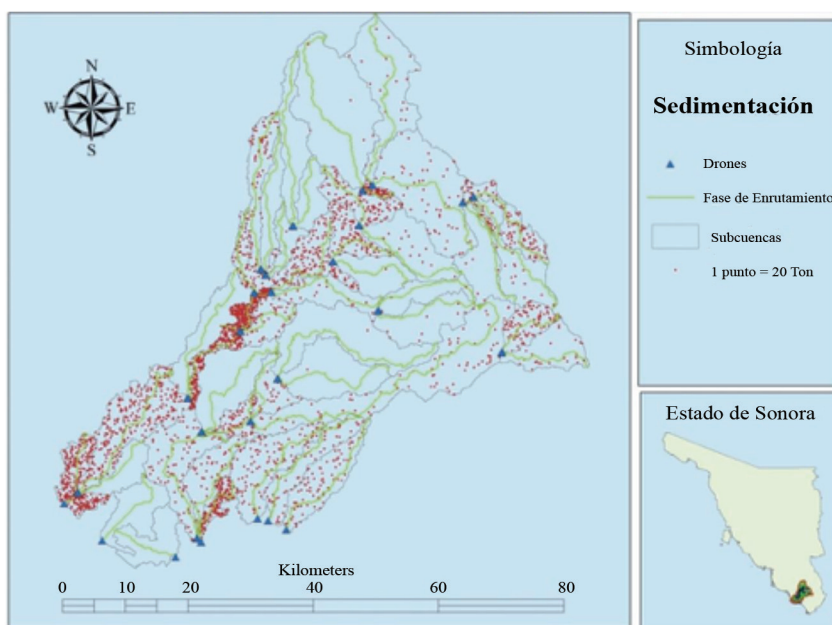 N
W E
S
Simbología
Sedimentación
Drones
Fase de Enrutamiento
Subcuencas
1 punto = 20 Ton
Estado de Sonora
Kilometers
0 10 20 40 60 80